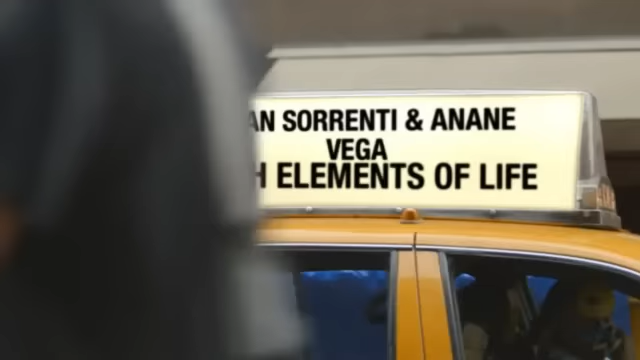 AN SORRENTI & ANANE
VEGA
H ELEMENTS OF LIFE